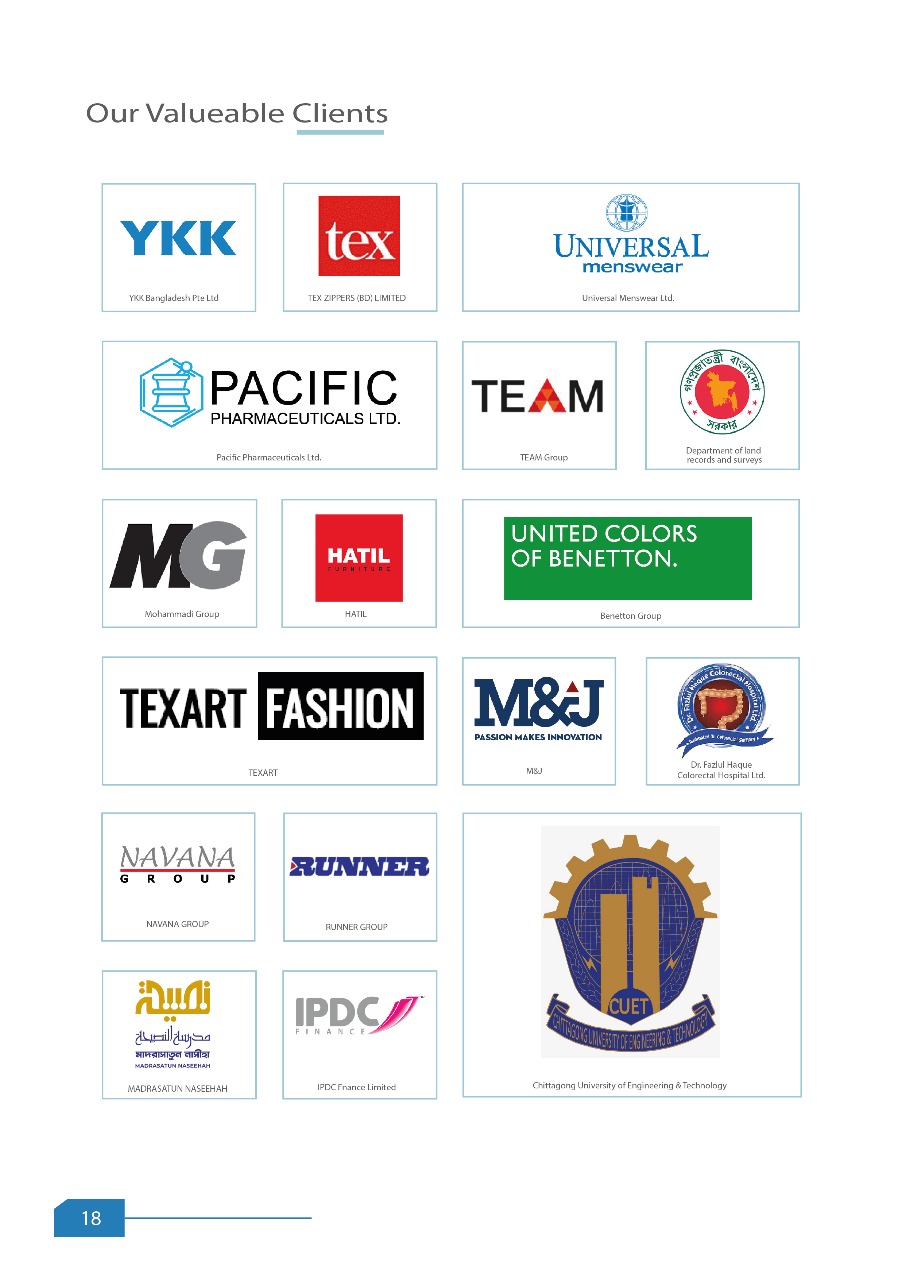 Our Valueable Clients
YKK
YKK Bangladesh Pte Ltd
tex
TEX ZIPPERS (BD) LIMITED
UNIVERSAL
menswear
Universal Menswear Ltd.
PACIFIC
PHARMACEUTICALS LTD.
Pacific Pharmaceuticals Ltd.
TEAM
TEAM Group
গণপ্রজাতন্ত্রী বাংলাদেশ
সরকার
Department of land
records and surveys
MG
Mohammadi Group
HATIL
FURNITURE
HATIL
UNITED COLORS
OF BENETTON.
Benetton Group
TEXART FASHION
TEXART
M&J
PASSION MAKES INNOVATION
M&J
Dr. Fazlul Haque Colorectal Hospital Ltd.
Dr. Fazlul Haque
Colorectal Hospital Ltd.
NAVANA
GROUP
NAVANA GROUP
RUNNER
RUNNER GROUP
CUET
CHITTAGONG UNIVERSITY OF ENGINEERING & TECHNOLOGY
Chittagong University of Engineering & Technology
نصيحة
مدرسة النصيحة
মাদরাসাতুন নাসীহা
MADRASATUN NASEEHAH
MADRASATUN NASEEHAH
IPDC™
FINANCE
IPDC Fnance Limited
18